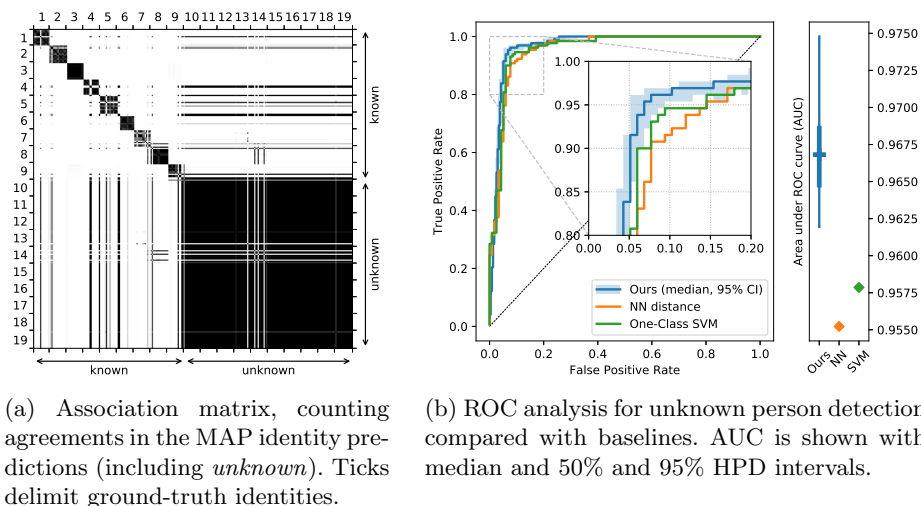 1 2 3 4 5 6 7 8 9 10 11 12 13 14 15 16 17 18 19
1
2
3
4
5
6
7
8
9
10
11
12
13
14
15
16
17
18
19
known
unknown
known
unknown
(a) Association matrix, counting
agreements in the MAP identity pre-
dictions (including unknown). Ticks
delimit ground-truth identities.
True Positive Rate
1.0
0.8
0.6
0.4
0.2
0.0
0.0 0.2 0.4 0.6 0.8 1.0
False Positive Rate
1.00
0.95
0.90
0.85
0.80
0.00 0.05 0.10 0.15 0.20
Ours (median, 95% CI)
NN distance
One-Class SVM
Area under ROC curve (AUC)
0.9750
0.9725
0.9700
0.9675
0.9650
0.9625
0.9600
0.9575
0.9550
Ours NN SVM
(b) ROC analysis for unknown person detection
compared with baselines. AUC is shown with
median and 50% and 95% HPD intervals.